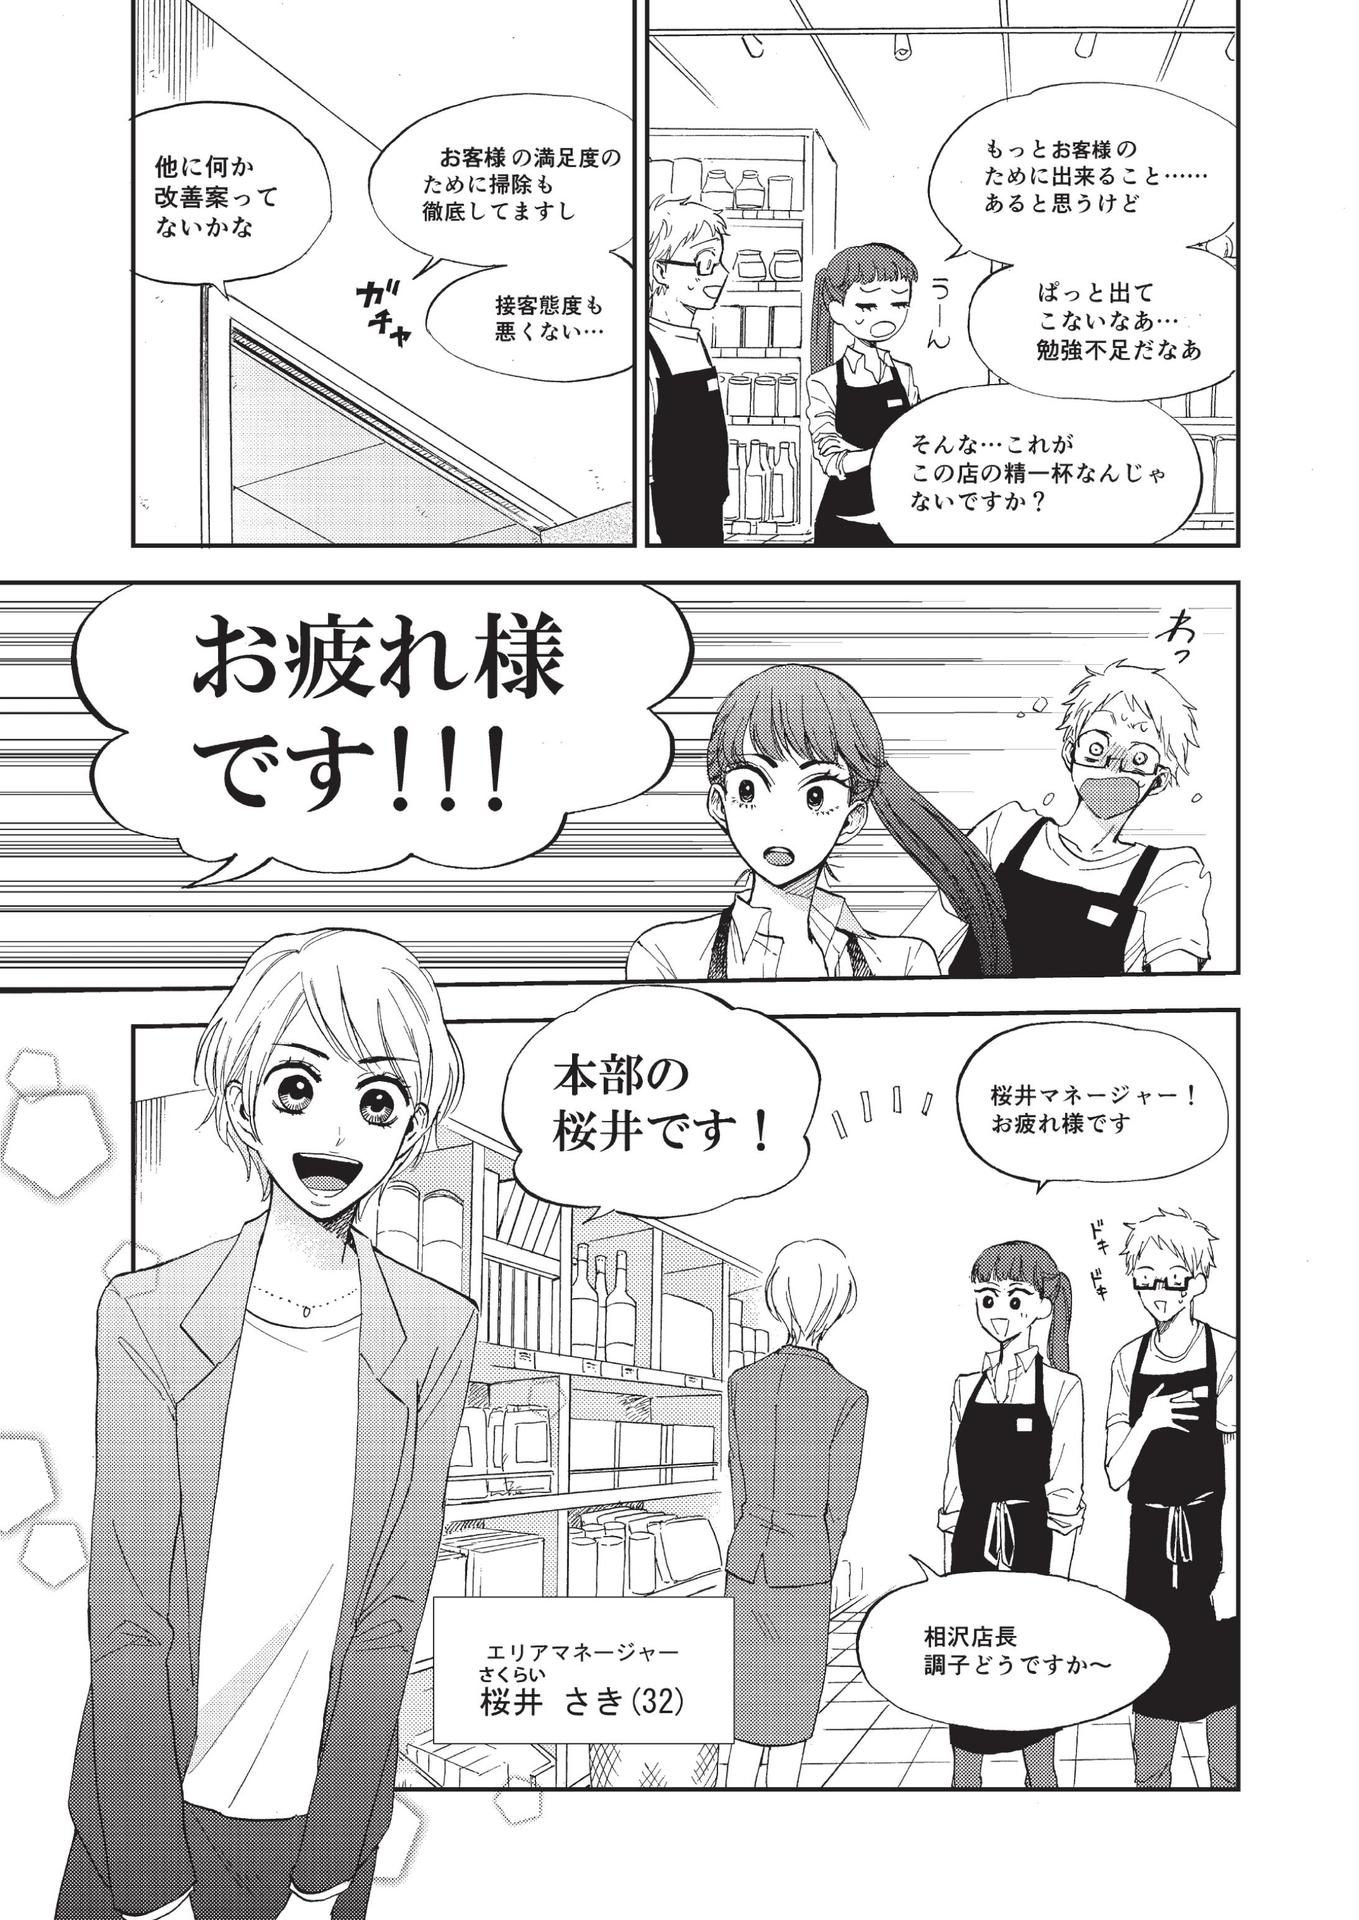 もっとお客様の
ために出来ること……
あると思うけど
ぱっと出て
こないなあ…
勉強不足だなあ
うーん
そんな…これが
この店の精一杯なんじゃ
ないですか？
お客様の満足度の
ために掃除も
徹底してますし
接客態度も
悪くない…
他に何か
改善案って
ないかな
ガチャ
わっ
お疲れ様
です!!!
桜井マネージャー！
お疲れ様です
本部の
桜井です！
ドキ
ドキ
相沢店長
調子どうですか〜
エリアマネージャー
さくらい
桜井 さき(32)